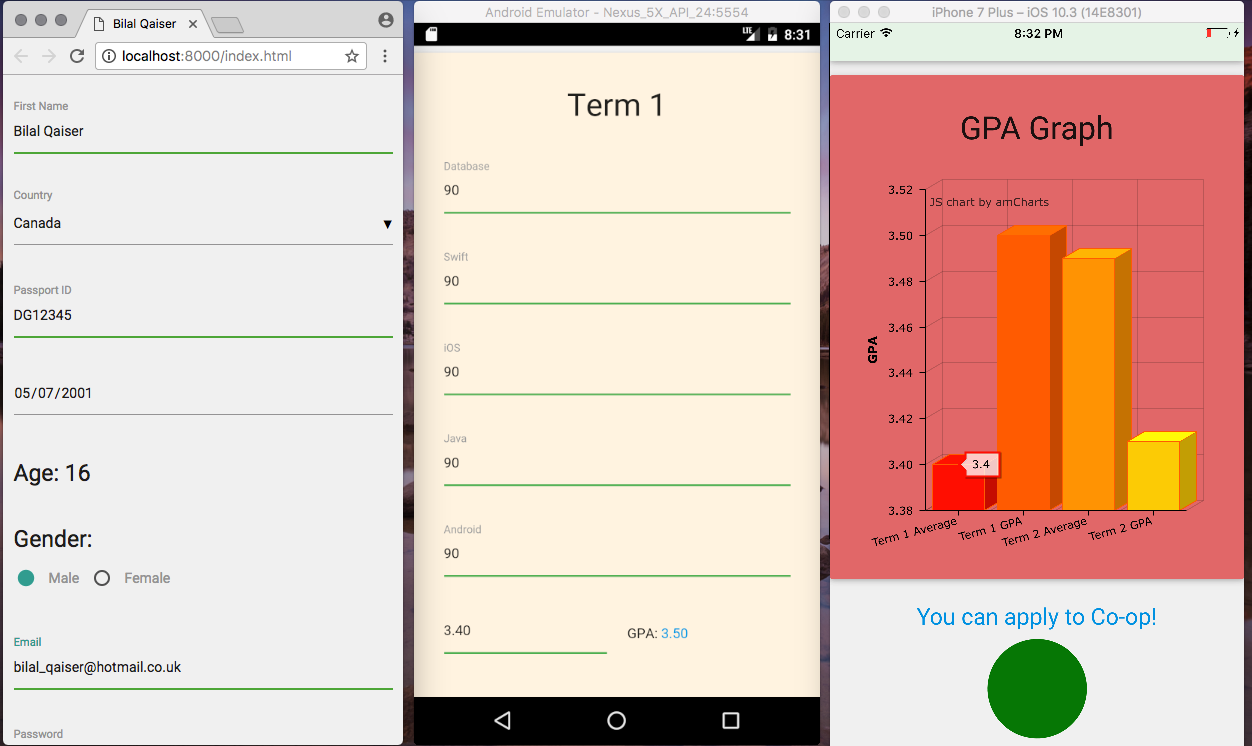 Bilal Qaiser
localhost:8000/index.html
First Name
Bilal Qaiser
Country
Canada
Passport ID
DG12345
05/07/2001
Age: 16
Gender:
Male Female
Email
bilal_qaiser@hotmail.co.uk
Password
Android Emulator - Nexus_5X_API_24:5554
LTE 8:31
Term 1
Database
90
Swift
90
iOS
90
Java
90
Android
90
3.40 GPA: 3.50
iPhone 7 Plus – iOS 10.3 (14E8301)
Carrier 8:32 PM
GPA Graph
JS chart by amCharts
3.52
3.50
3.48
3.46
3.44
3.42
3.40
3.38
GPA
3.4
Term 1 Average
Term 1 GPA
Term 2 Average
Term 2 GPA
You can apply to Co-op!